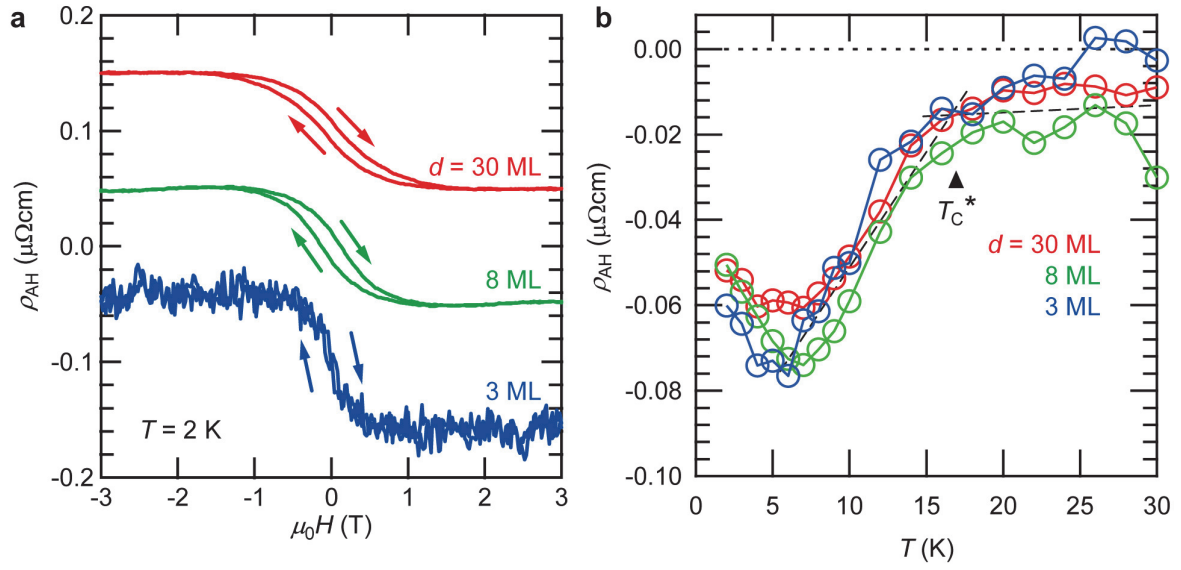 a
0.2
0.1
0.0
-0.1
-0.2
ρAH (μΩcm)
d = 30 ML
8 ML
3 ML
T = 2 K
-3
-2
-1
0
1
2
3
μ0H (T)
b
0.00
-0.02
-0.04
-0.06
-0.08
-0.10
ρAH (μΩcm)
TC*
d = 30 ML
8 ML
3 ML
0
5
10
15
20
25
30
T (K)